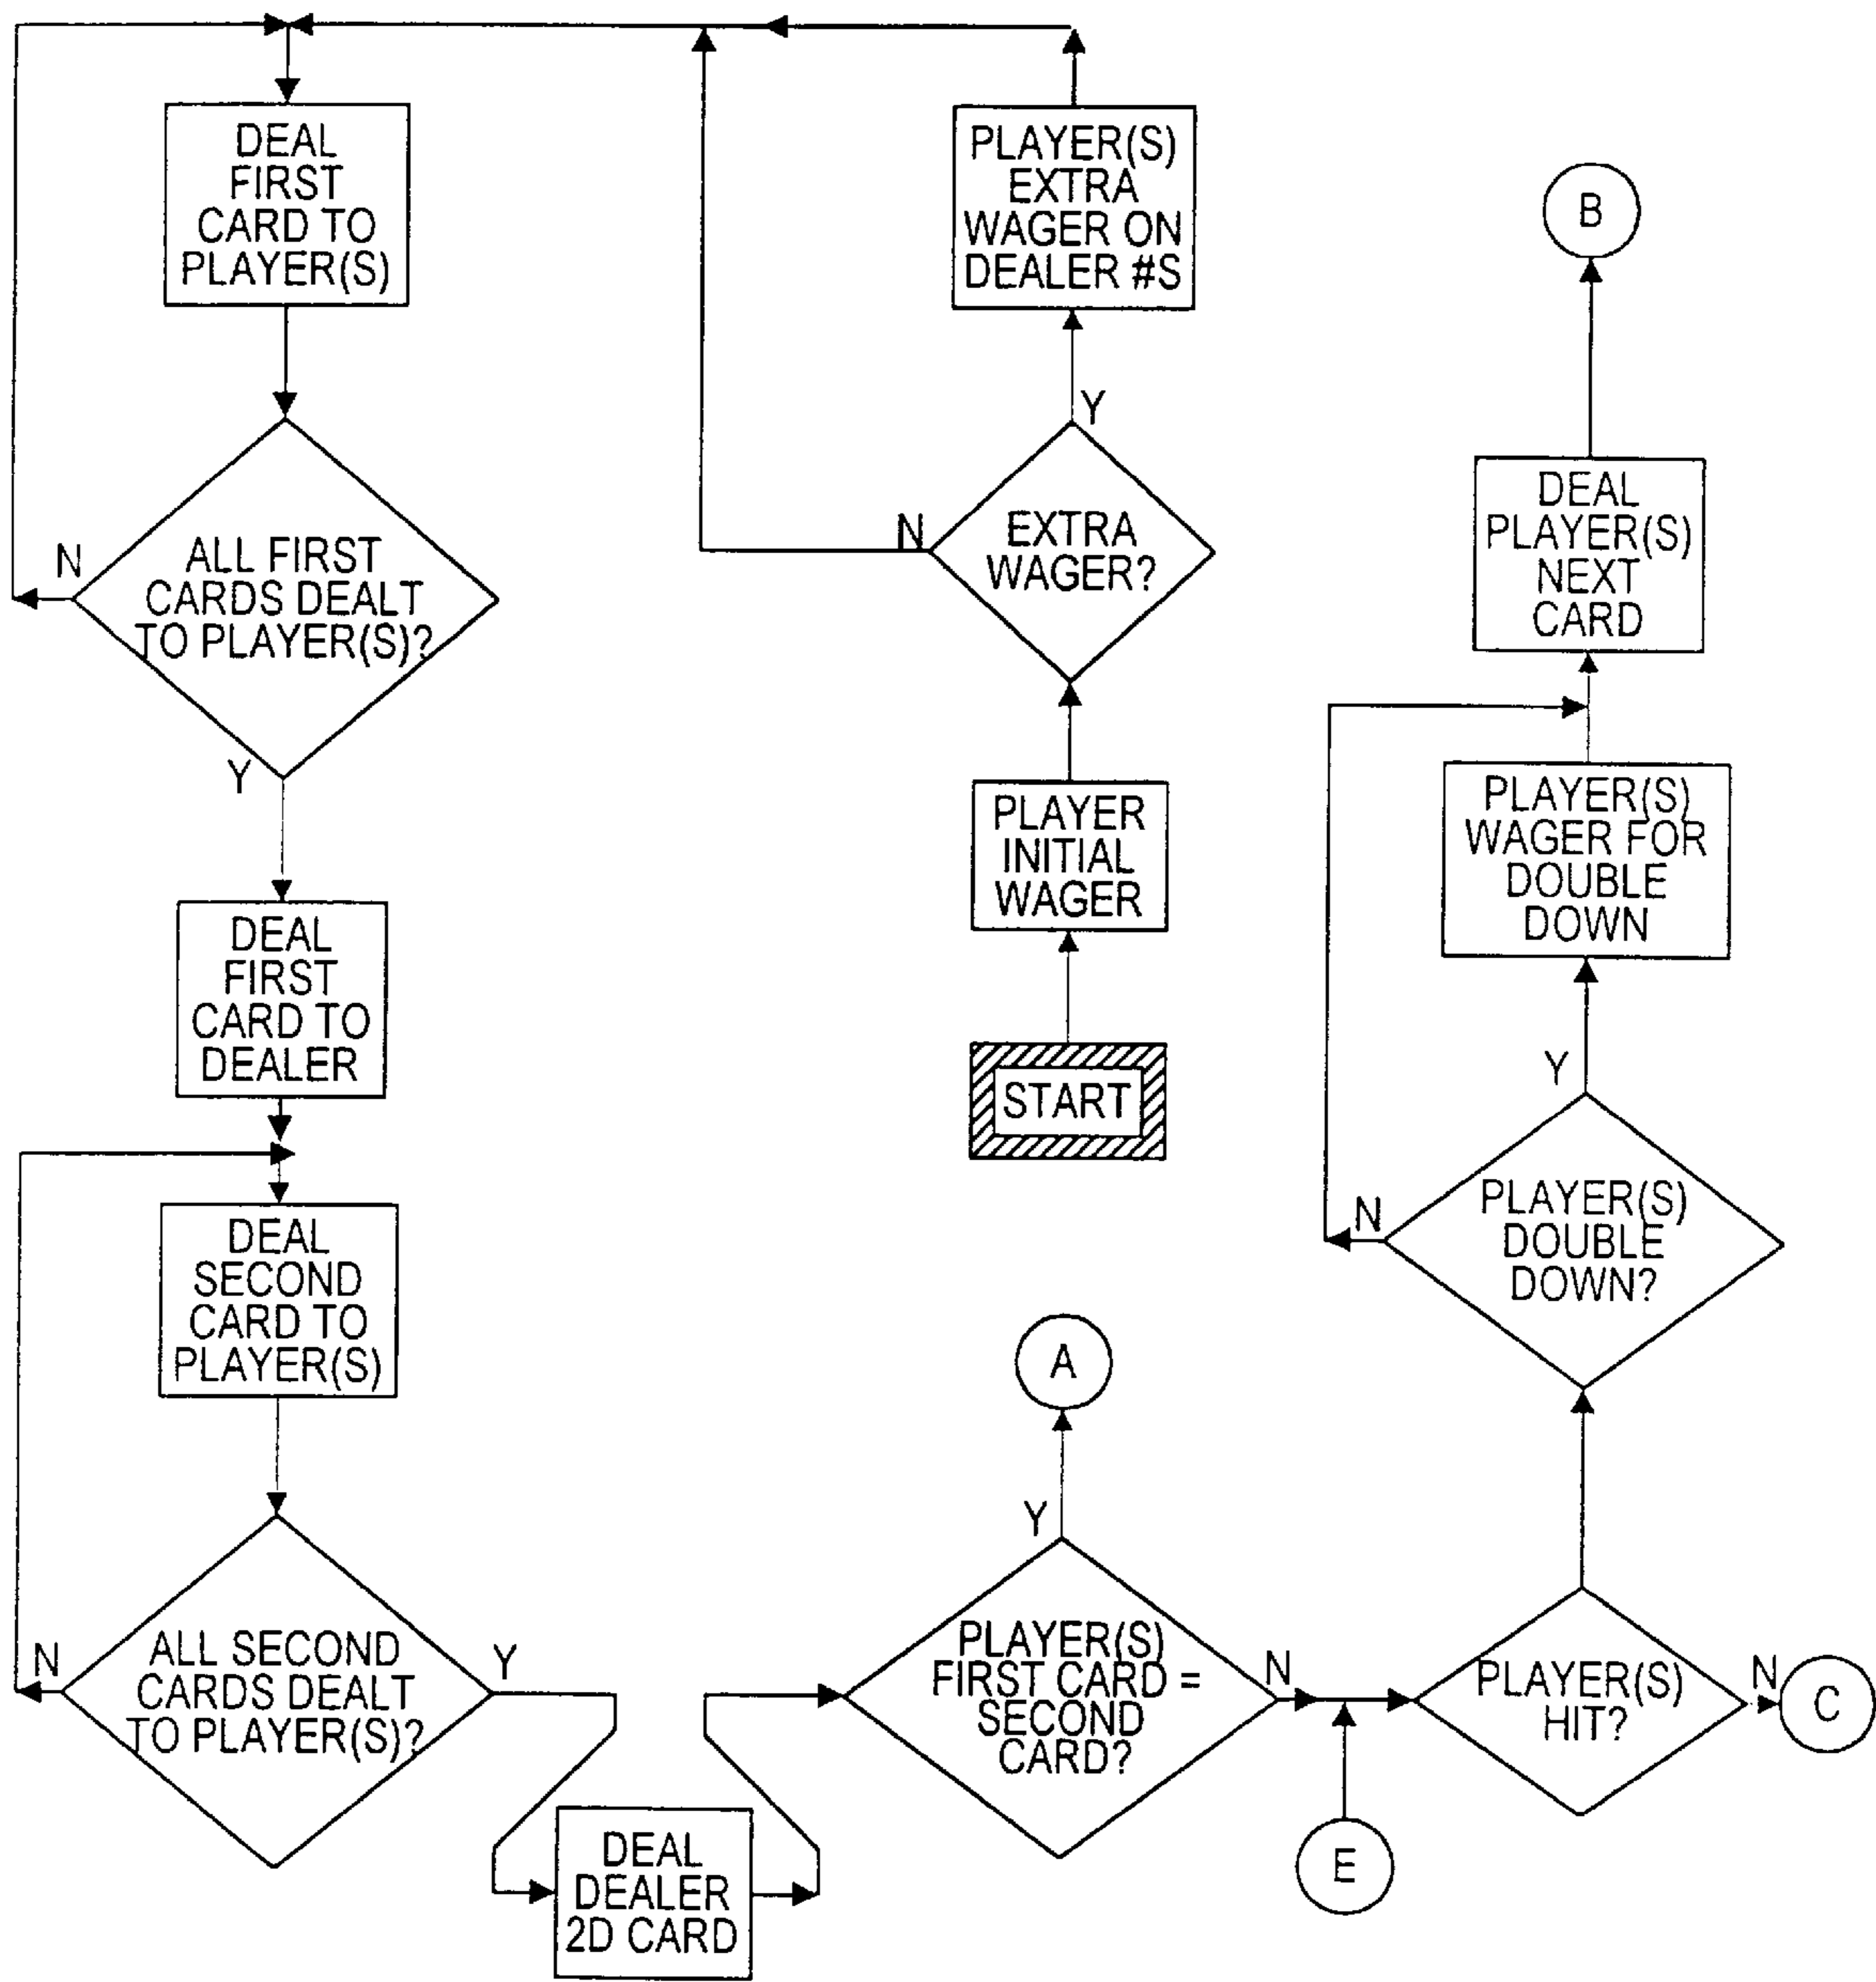 DEAL
FIRST
CARD TO
PLAYER(S)
N
ALL FIRST
CARDS DEALT
TO PLAYER(S)?
Y
DEAL
FIRST
CARD TO
DEALER
DEAL
SECOND
CARD TO
PLAYER(S)
N
ALL SECOND
CARDS DEALT
TO PLAYER(S)?
Y
DEAL
DEALER
2D CARD
PLAYER(S)
EXTRA
WAGER ON
DEALER #S
Y
N
EXTRA
WAGER?
PLAYER
INITIAL
WAGER
START
A
Y
PLAYER(S)
FIRST CARD =
SECOND
CARD?
N
E
B
DEAL
PLAYER(S)
NEXT
CARD
PLAYER(S)
WAGER FOR
DOUBLE
DOWN
Y
N
PLAYER(S)
DOUBLE
DOWN?
PLAYER(S)
HIT?
N
C